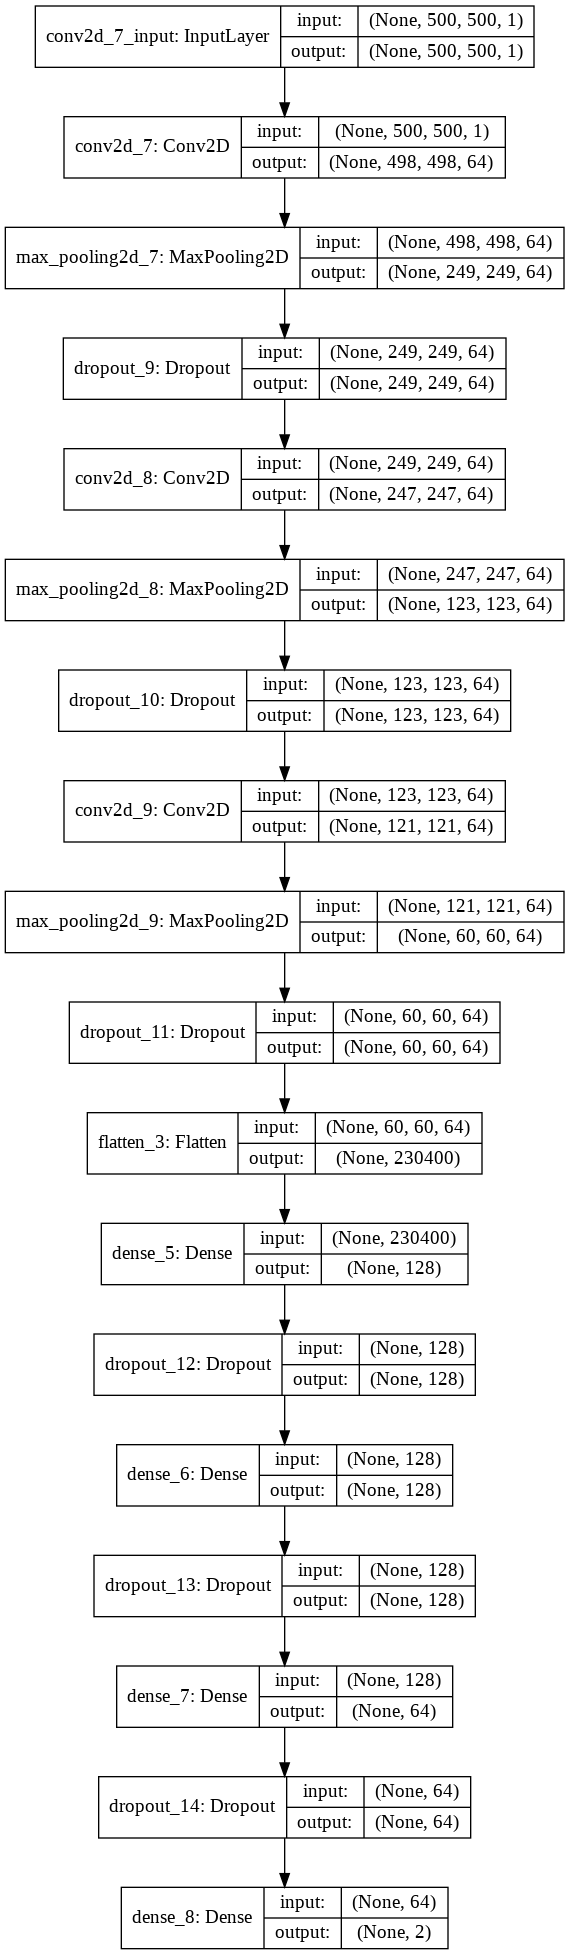 conv2d_7_input: InputLayer
input: (None, 500, 500, 1)
output: (None, 500, 500, 1)
conv2d_7: Conv2D
input: (None, 500, 500, 1)
output: (None, 498, 498, 64)
max_pooling2d_7: MaxPooling2D
input: (None, 498, 498, 64)
output: (None, 249, 249, 64)
dropout_9: Dropout
input: (None, 249, 249, 64)
output: (None, 249, 249, 64)
conv2d_8: Conv2D
input: (None, 249, 249, 64)
output: (None, 247, 247, 64)
max_pooling2d_8: MaxPooling2D
input: (None, 247, 247, 64)
output: (None, 123, 123, 64)
dropout_10: Dropout
input: (None, 123, 123, 64)
output: (None, 123, 123, 64)
conv2d_9: Conv2D
input: (None, 123, 123, 64)
output: (None, 121, 121, 64)
max_pooling2d_9: MaxPooling2D
input: (None, 121, 121, 64)
output: (None, 60, 60, 64)
dropout_11: Dropout
input: (None, 60, 60, 64)
output: (None, 60, 60, 64)
flatten_3: Flatten
input: (None, 60, 60, 64)
output: (None, 230400)
dense_5: Dense
input: (None, 230400)
output: (None, 128)
dropout_12: Dropout
input: (None, 128)
output: (None, 128)
dense_6: Dense
input: (None, 128)
output: (None, 128)
dropout_13: Dropout
input: (None, 128)
output: (None, 128)
dense_7: Dense
input: (None, 128)
output: (None, 64)
dropout_14: Dropout
input: (None, 64)
output: (None, 64)
dense_8: Dense
input: (None, 64)
output: (None, 2)